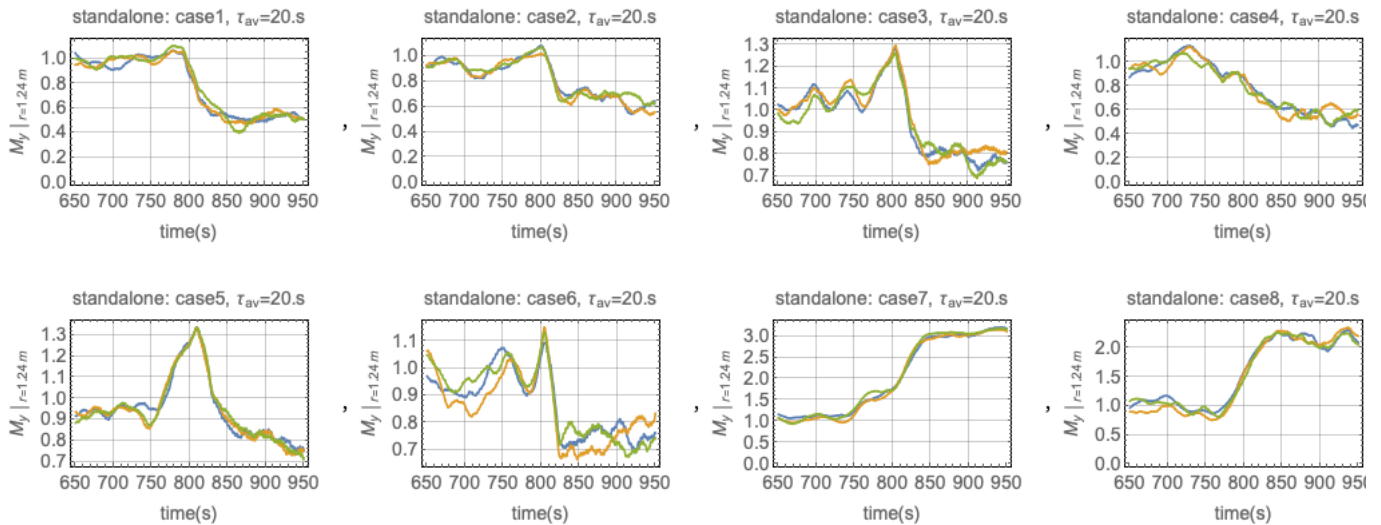 standalone: case1, τav=20.s
1.0
0.8
0.6
0.4
0.2
0.0
My | r=1.24 m
650 700 750 800 850 900 950
time(s)
,
standalone: case2, τav=20.s
1.0
0.8
0.6
0.4
0.2
0.0
My | r=1.24 m
650 700 750 800 850 900 950
time(s)
,
standalone: case3, τav=20.s
1.3
1.2
1.1
1.0
0.9
0.8
0.7
My | r=1.24 m
650 700 750 800 850 900 950
time(s)
,
standalone: case4, τav=20.s
1.0
0.8
0.6
0.4
0.2
0.0
My | r=1.24 m
650 700 750 800 850 900 950
time(s)
standalone: case5, τav=20.s
1.3
1.2
1.1
1.0
0.9
0.8
0.7
My | r=1.24 m
650 700 750 800 850 900 950
time(s)
,
standalone: case6, τav=20.s
1.1
1.0
0.9
0.8
0.7
My | r=1.24 m
650 700 750 800 850 900 950
time(s)
,
standalone: case7, τav=20.s
3.0
2.5
2.0
1.5
1.0
0.5
0.0
My | r=1.24 m
650 700 750 800 850 900 950
time(s)
,
standalone: case8, τav=20.s
2.0
1.5
1.0
0.5
0.0
My | r=1.24 m
650 700 750 800 850 900 950
time(s)